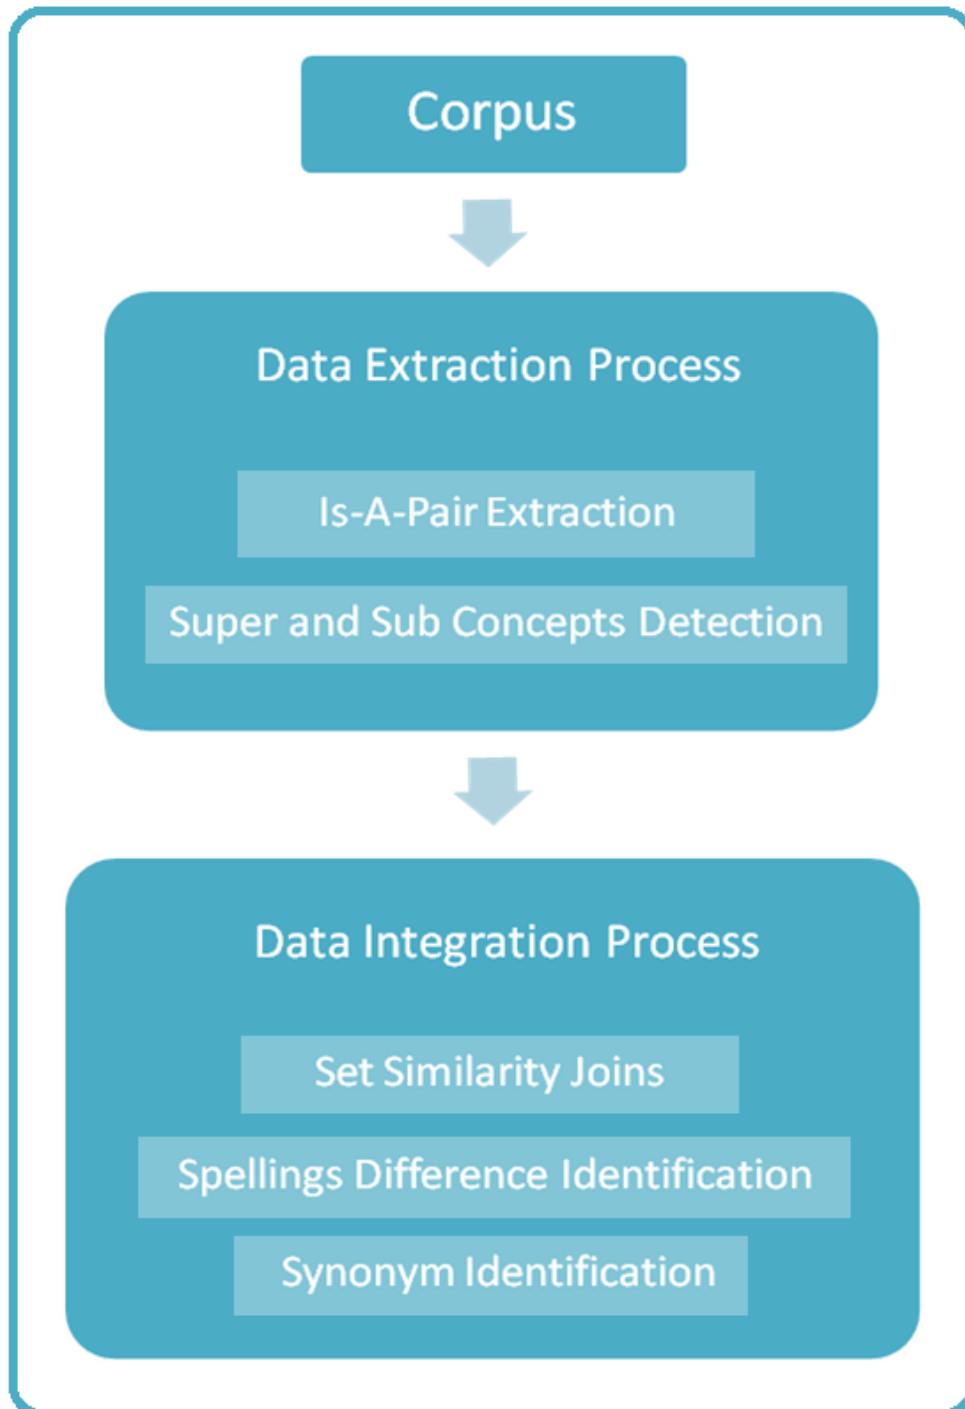 Corpus
Data Extraction Process
Is-A-Pair Extraction
Super and Sub Concepts Detection
Data Integration Process
Set Similarity Joins
Spellings Difference Identification
Synonym Identification